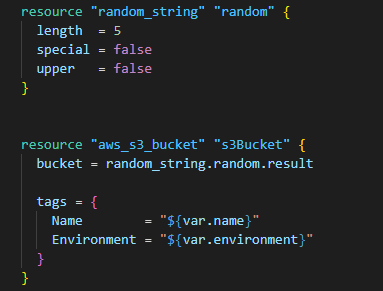 resource "random_string" "random" {
  length  = 5
  special = false
  upper   = false
}
resource "aws_s3_bucket" "s3Bucket" {
  bucket = random_string.random.result
  tags = {
    Name        = "${var.name}"
    Environment = "${var.environment}"
  }
}